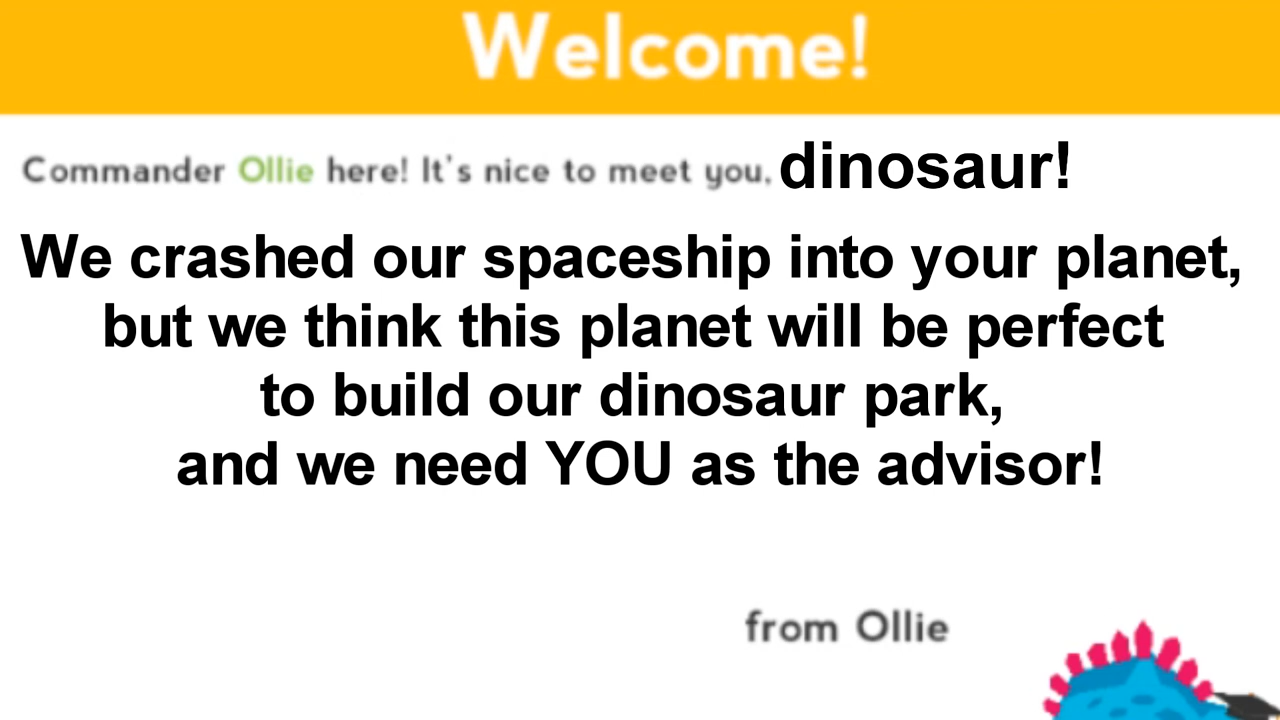 Welcome!
Commander Ollie here! It's nice to meet you, dinosaur!
We crashed our spaceship into your planet,
but we think this planet will be perfect
to build our dinosaur park,
and we need YOU as the advisor!
from Ollie